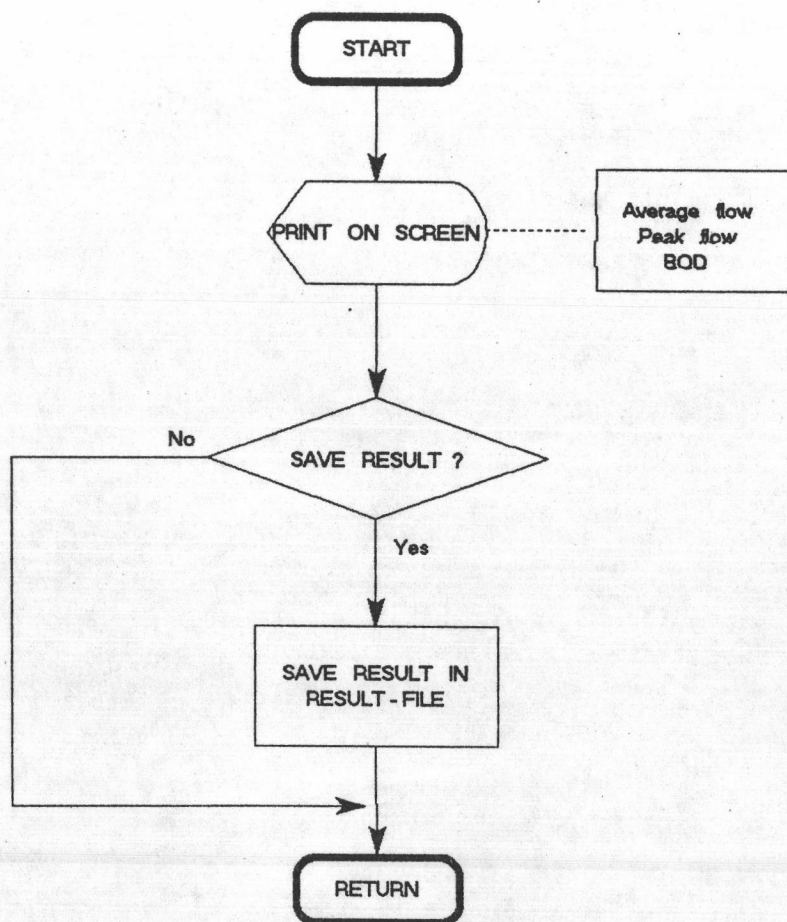 START
PRINT ON SCREEN
Average flow
Peak flow
BOD
No
SAVE RESULT ?
Yes
SAVE RESULT IN
RESULT - FILE
RETURN